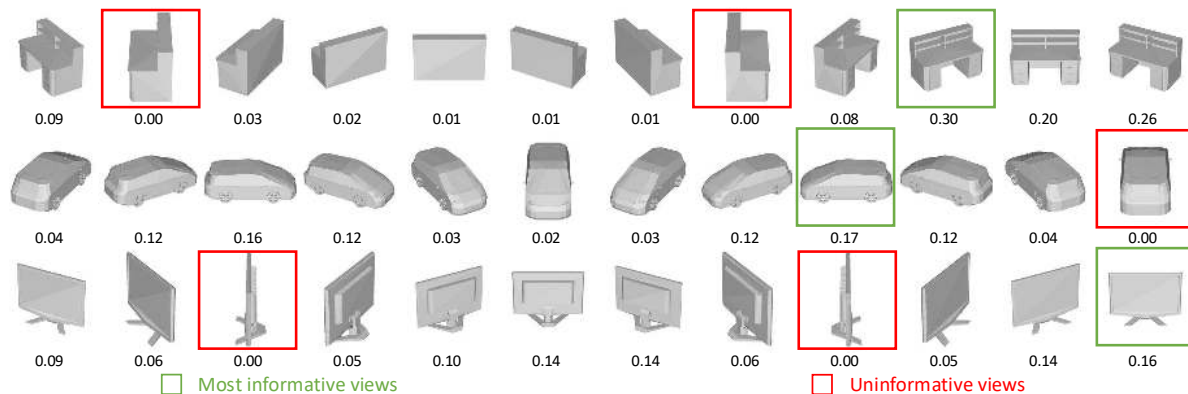 0.09 0.00 0.03 0.02 0.01 0.01 0.01 0.00 0.08 0.30 0.20 0.26
0.04 0.12 0.16 0.12 0.03 0.02 0.03 0.12 0.17 0.12 0.04 0.00
0.09 0.06 0.00 0.05 0.10 0.14 0.14 0.06 0.00 0.05 0.14 0.16
Most informative views Uninformative views